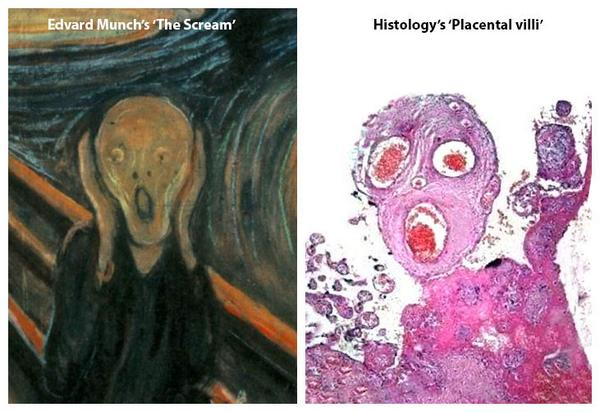 Edvard Munch's 'The Scream'
Histology's 'Placental villi'